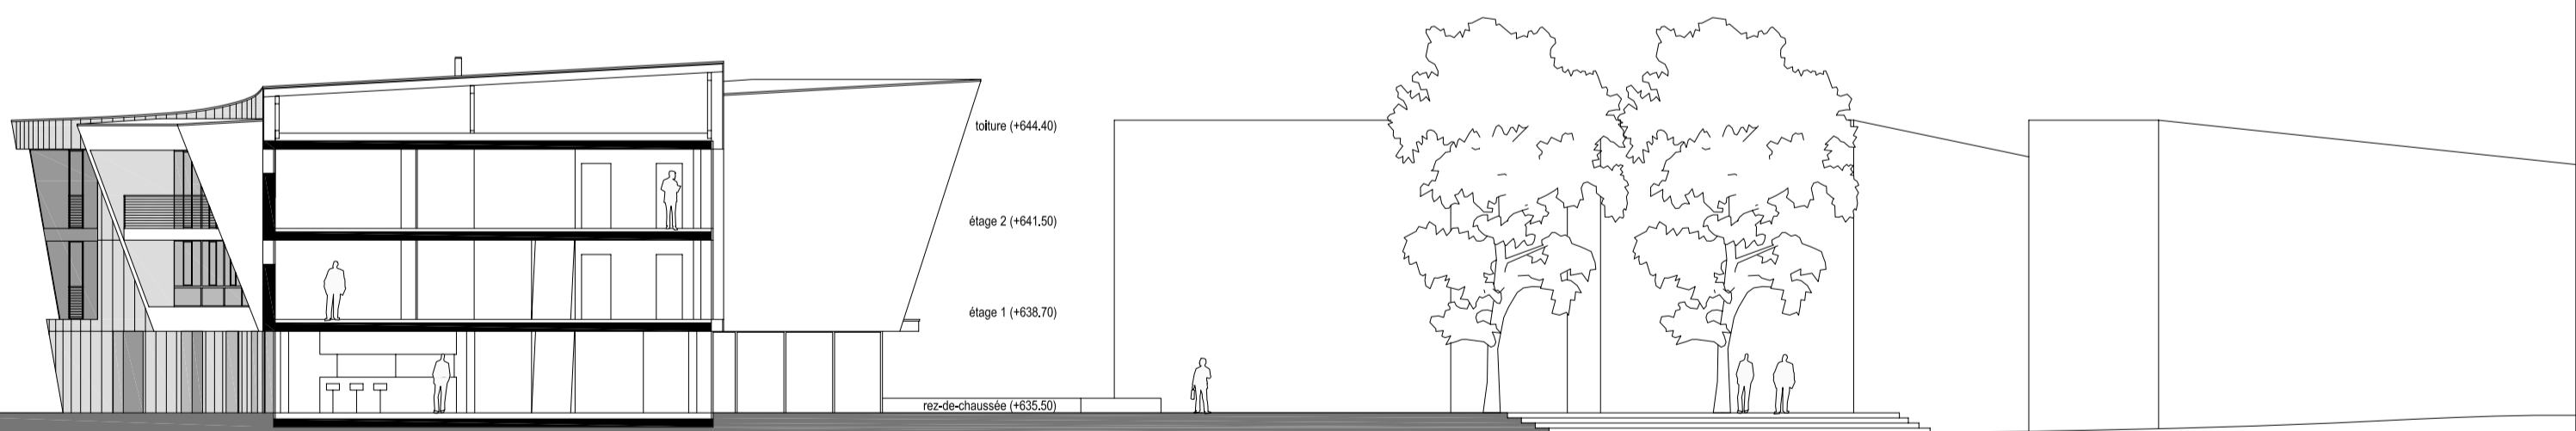 toiture (+644.40)
étage 2 (+641.50)
étage 1 (+638.70)
rez-de-chaussée (+635.50)